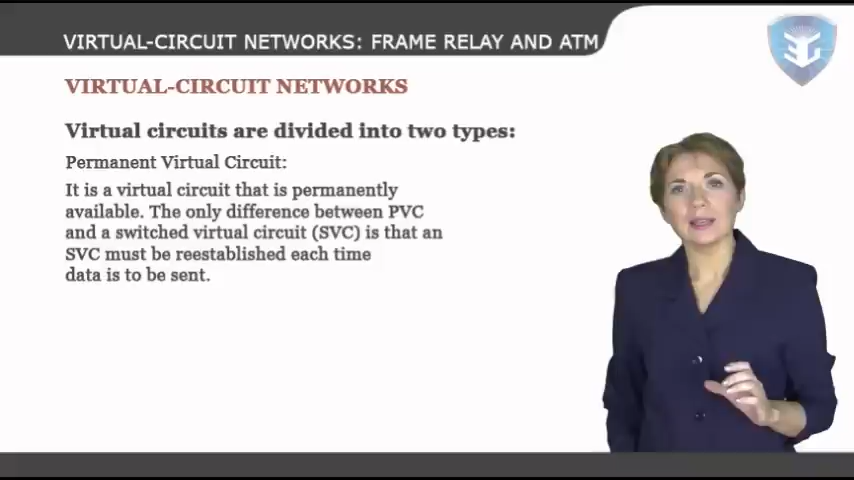 VIRTUAL-CIRCUIT NETWORKS: FRAME RELAY AND ATM
VIRTUAL-CIRCUIT NETWORKS
Virtual circuits are divided into two types:
Permanent Virtual Circuit:
It is a virtual circuit that is permanently
available. The only difference between PVC
and a switched virtual circuit (SVC) is that an
SVC must be reestablished each time
data is to be sent.